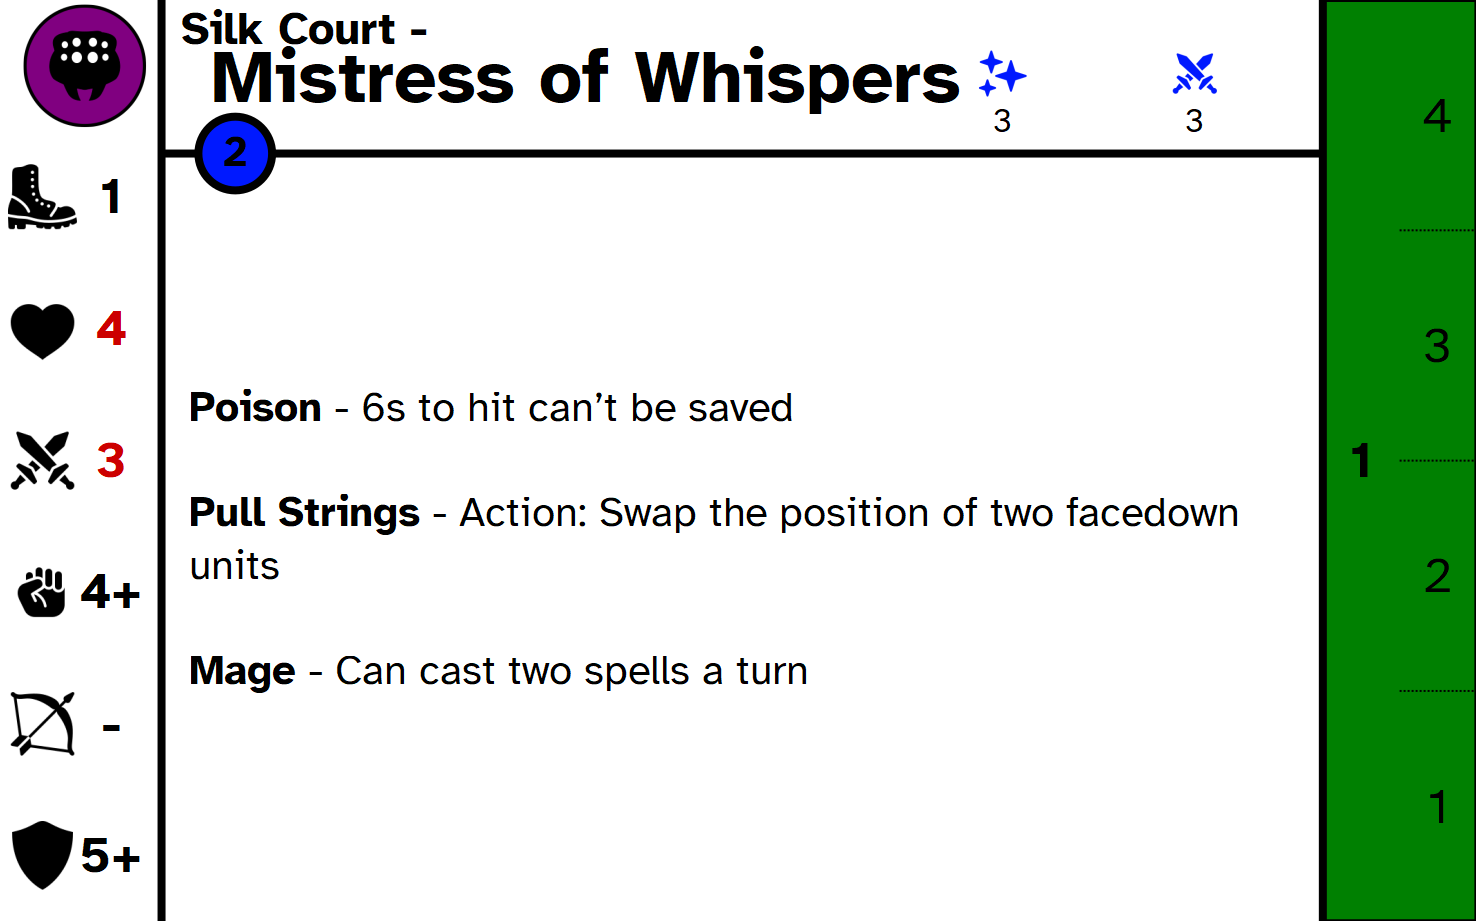 Silk Court -
Mistress of Whispers
3
3
2
1
4
3
4+
-
5+
Poison - 6s to hit can’t be saved
Pull Strings - Action: Swap the position of two facedown
units
Mage - Can cast two spells a turn
1
4
3
2
1